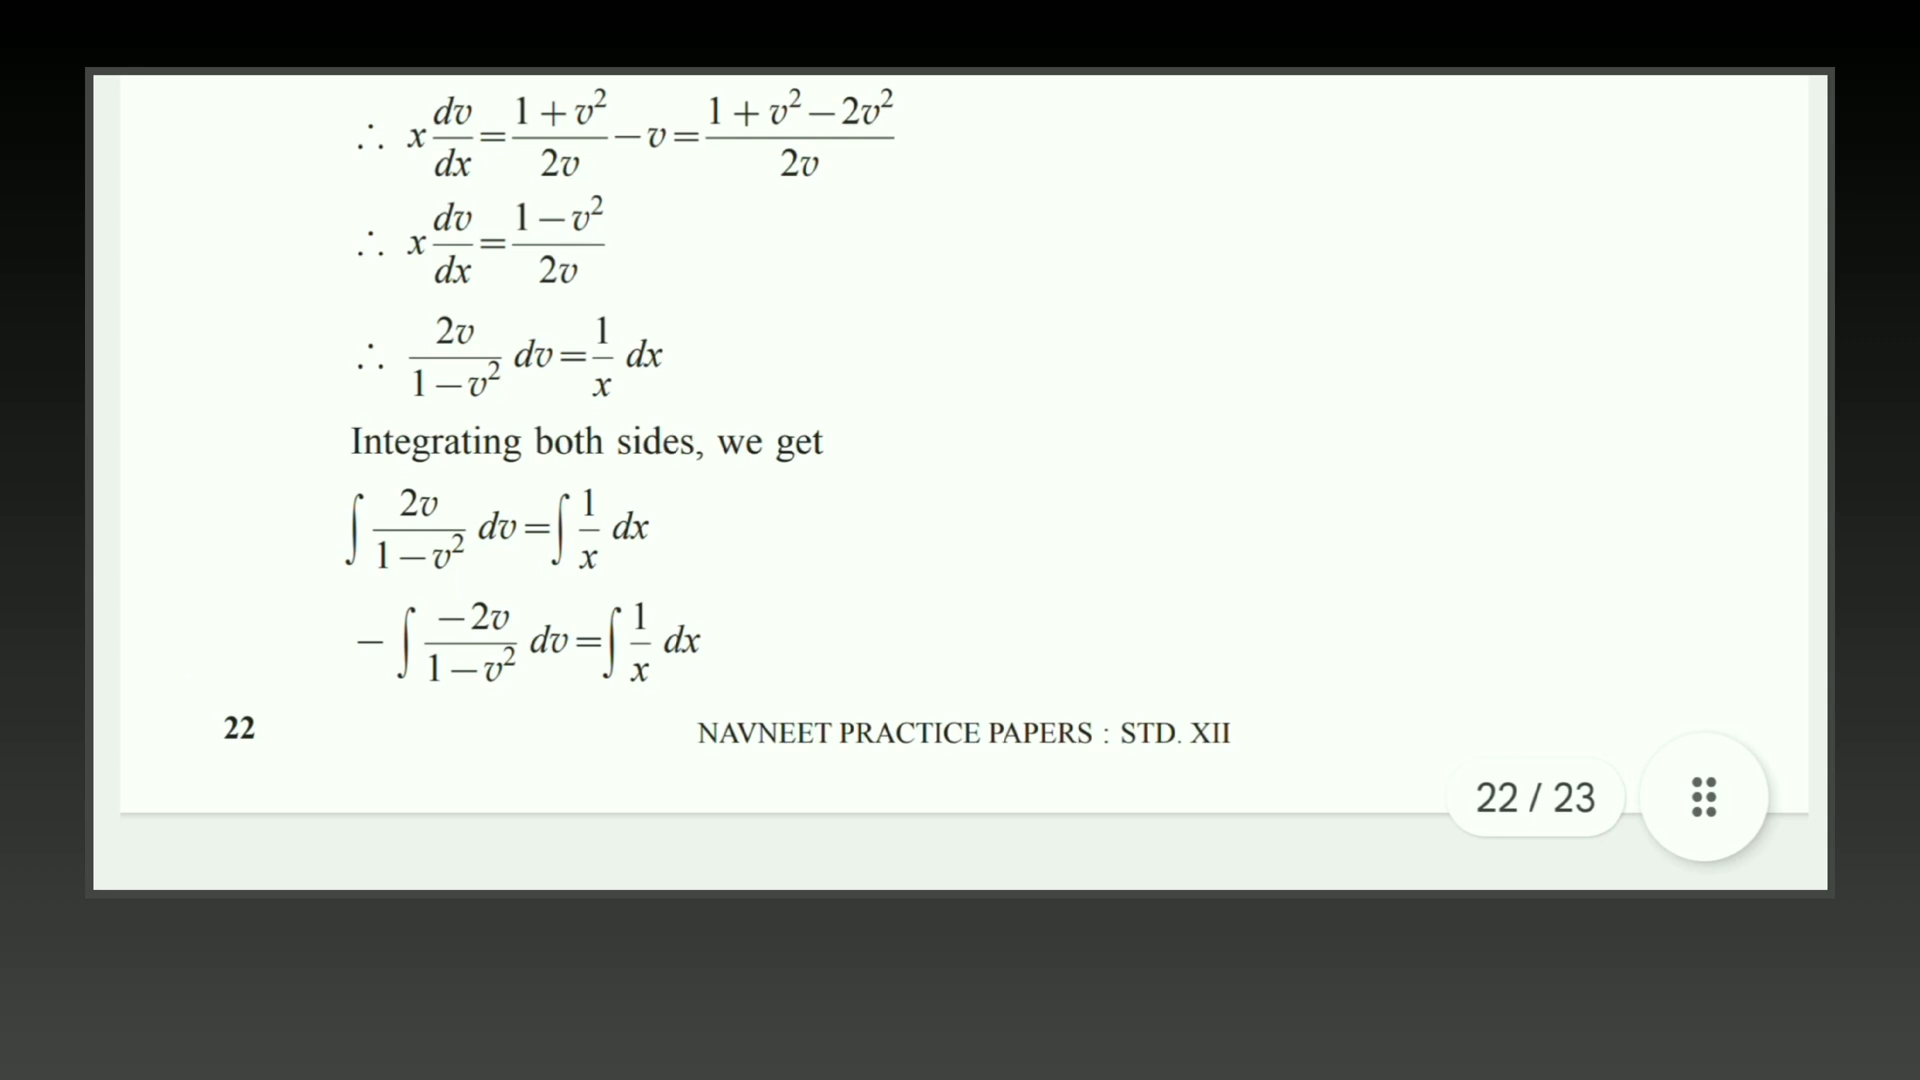 ∴ x dv/dx = (1 + v²)/2v − v = (1 + v² − 2v²)/2v
∴ x dv/dx = (1 − v²)/2v
∴ 2v/(1 − v²) dv = 1/x dx
Integrating both sides, we get
∫ 2v/(1 − v²) dv = ∫ 1/x dx
− ∫ −2v/(1 − v²) dv = ∫ 1/x dx
22 NAVNEET PRACTICE PAPERS : STD. XII
22 / 23